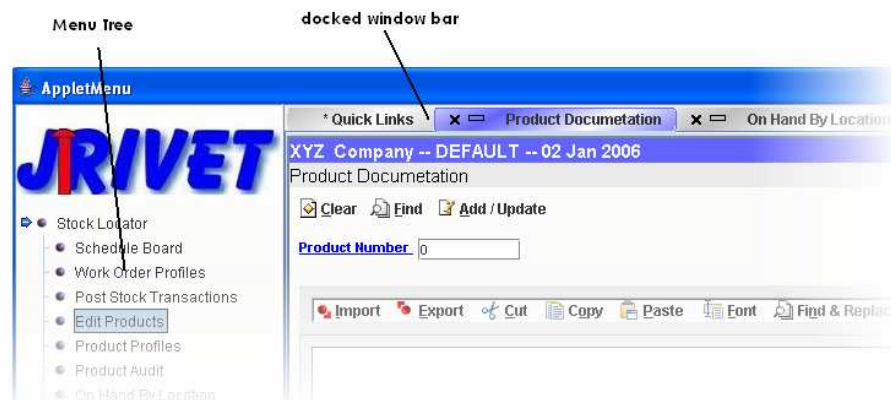 Menu Tree
docked window bar
AppletMenu
* Quick Links
Product Documetation
On Hand By Location
JRIVET
XYZ Company -- DEFAULT -- 02 Jan 2006
Product Documetation
Clear Find Add / Update
Product Number 0
Import Export Cut Copy Paste Font Find & Replac
Stock Locator
Schedule Board
Work Order Profiles
Post Stock Transactions
Edit Products
Product Profiles
Product Audit
On Hand By Location